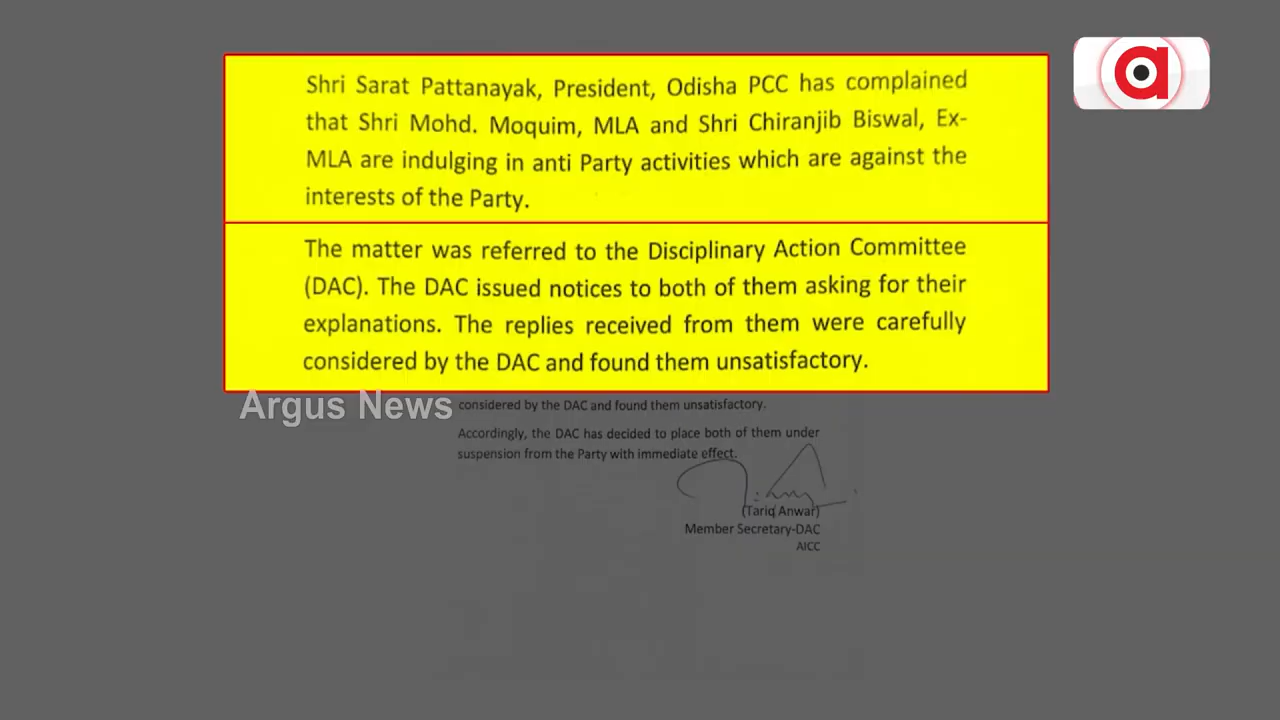 a
Shri Sarat Pattanayak, President, Odisha PCC has complained
that Shri Mohd. Moquim, MLA and Shri Chiranjib Biswal, Ex-
MLA are indulging in anti Party activities which are against the
interests of the Party.
The matter was referred to the Disciplinary Action Committee
(DAC). The DAC issued notices to both of them asking for their
explanations. The replies received from them were carefully
considered by the DAC and found them unsatisfactory.
Argus News
considered by the DAC and found them unsatisfactory.
Accordingly, the DAC has decided to place both of them under
suspension from the Party with immediate effect.
(Tariq Anwar)
Member Secretary-DAC
AICC